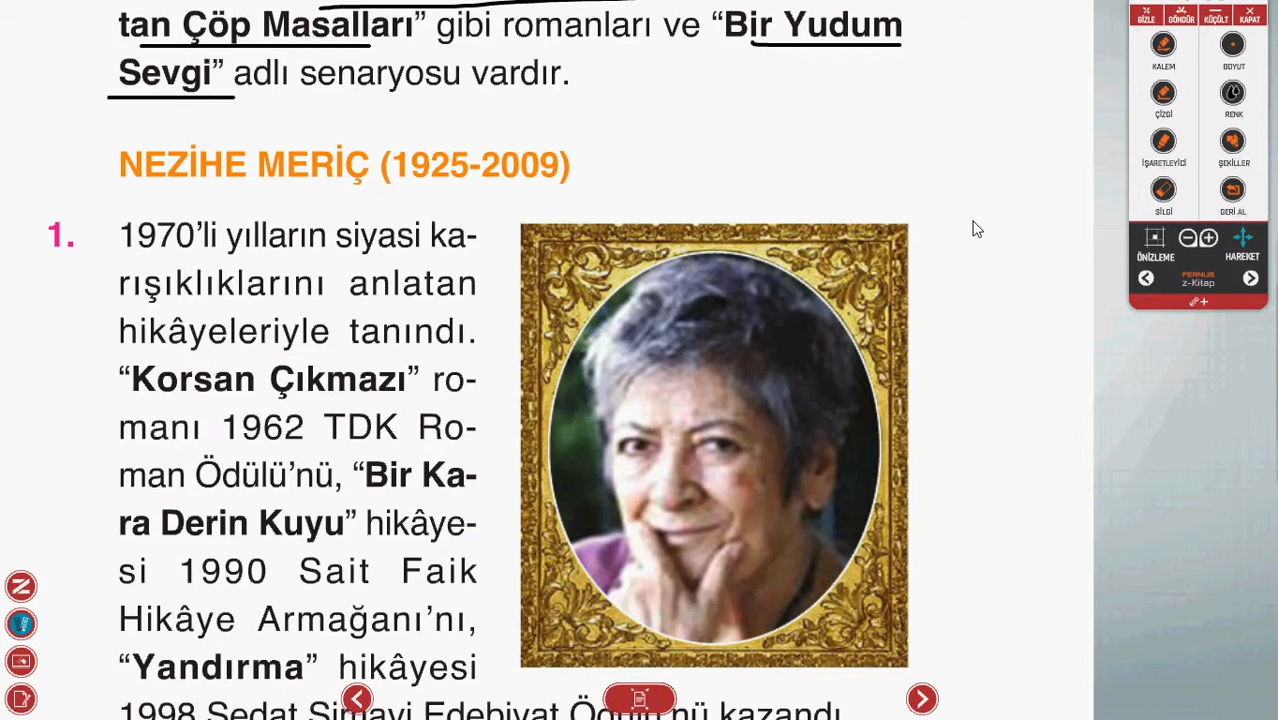 tan Çöp Masalları” gibi romanları ve “Bir Yudum
Sevgi” adlı senaryosu vardır.
NEZİHE MERİÇ (1925-2009)
1. 1970’li yılların siyasi ka-
rışıklıklarını anlatan
hikâyeleriyle tanındı.
“Korsan Çıkmazı” ro-
manı 1962 TDK Ro-
man Ödülü’nü, “Bir Ka-
ra Derin Kuyu” hikâye-
si 1990 Sait Faik
Hikâye Armağanı’nı,
“Yandırma” hikâyesi
1998 Sedat Simavi Edebiyat Ödülü’nü kazandı.
GİZLE DÖNDÜR KÜÇÜLT KAPAT
KALEM BOYUT
ÇİZGİ RENK
İŞARETLEYİCİ ŞEKİLLER
SİLGİ GERİ AL
ÖNİZLEME HAREKET
FERNUS
z-Kitap